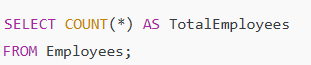 SELECT COUNT(*) AS TotalEmployees
FROM Employees;